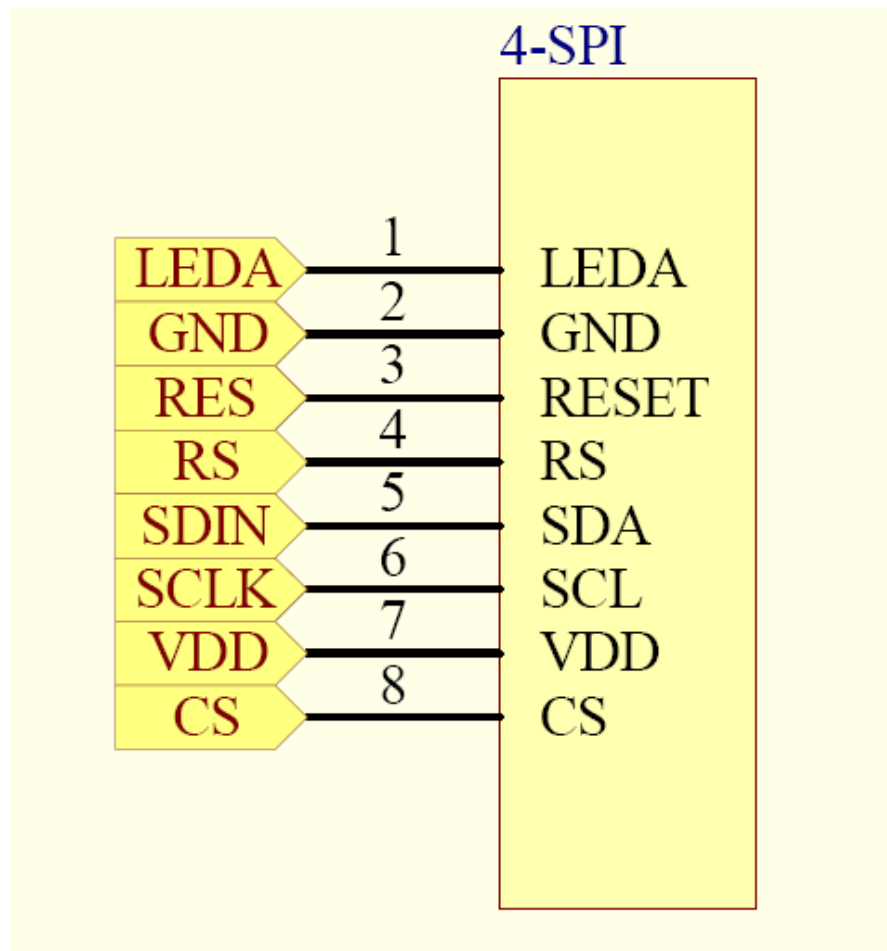 4-SPI
LEDA 1 LEDA
GND 2 GND
RES 3 RESET
RS 4 RS
SDIN 5 SDA
SCLK 6 SCL
VDD 7 VDD
CS 8 CS